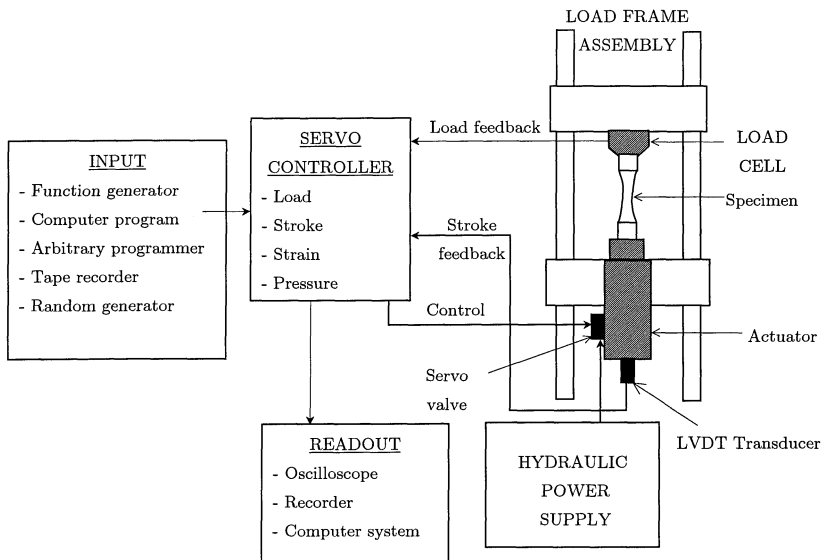 LOAD FRAME
ASSEMBLY
INPUT
- Function generator
- Computer program
- Arbitrary programmer
- Tape recorder
- Random generator
SERVO
CONTROLLER
- Load
- Stroke
- Strain
- Pressure
Load feedback
Stroke
feedback
Control
LOAD
CELL
Specimen
Actuator
Servo
valve
LVDT Transducer
READOUT
- Oscilloscope
- Recorder
- Computer system
HYDRAULIC
POWER
SUPPLY